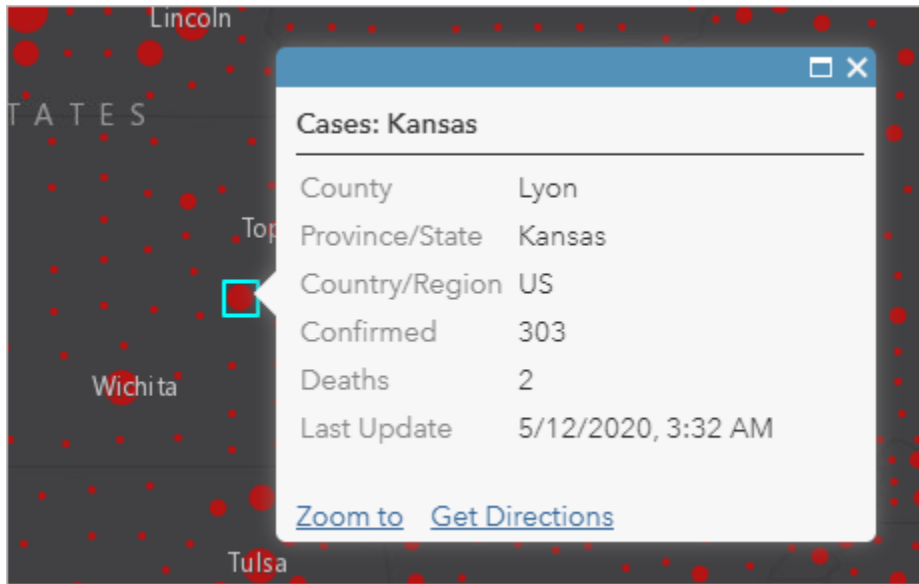 Lincoln
TATES
Cases: Kansas
County Lyon
Top
Province/State Kansas
Country/Region US
Confirmed 303
Wichita
Deaths 2
Last Update 5/12/2020, 3:32 AM
Zoom to Get Directions
Tulsa